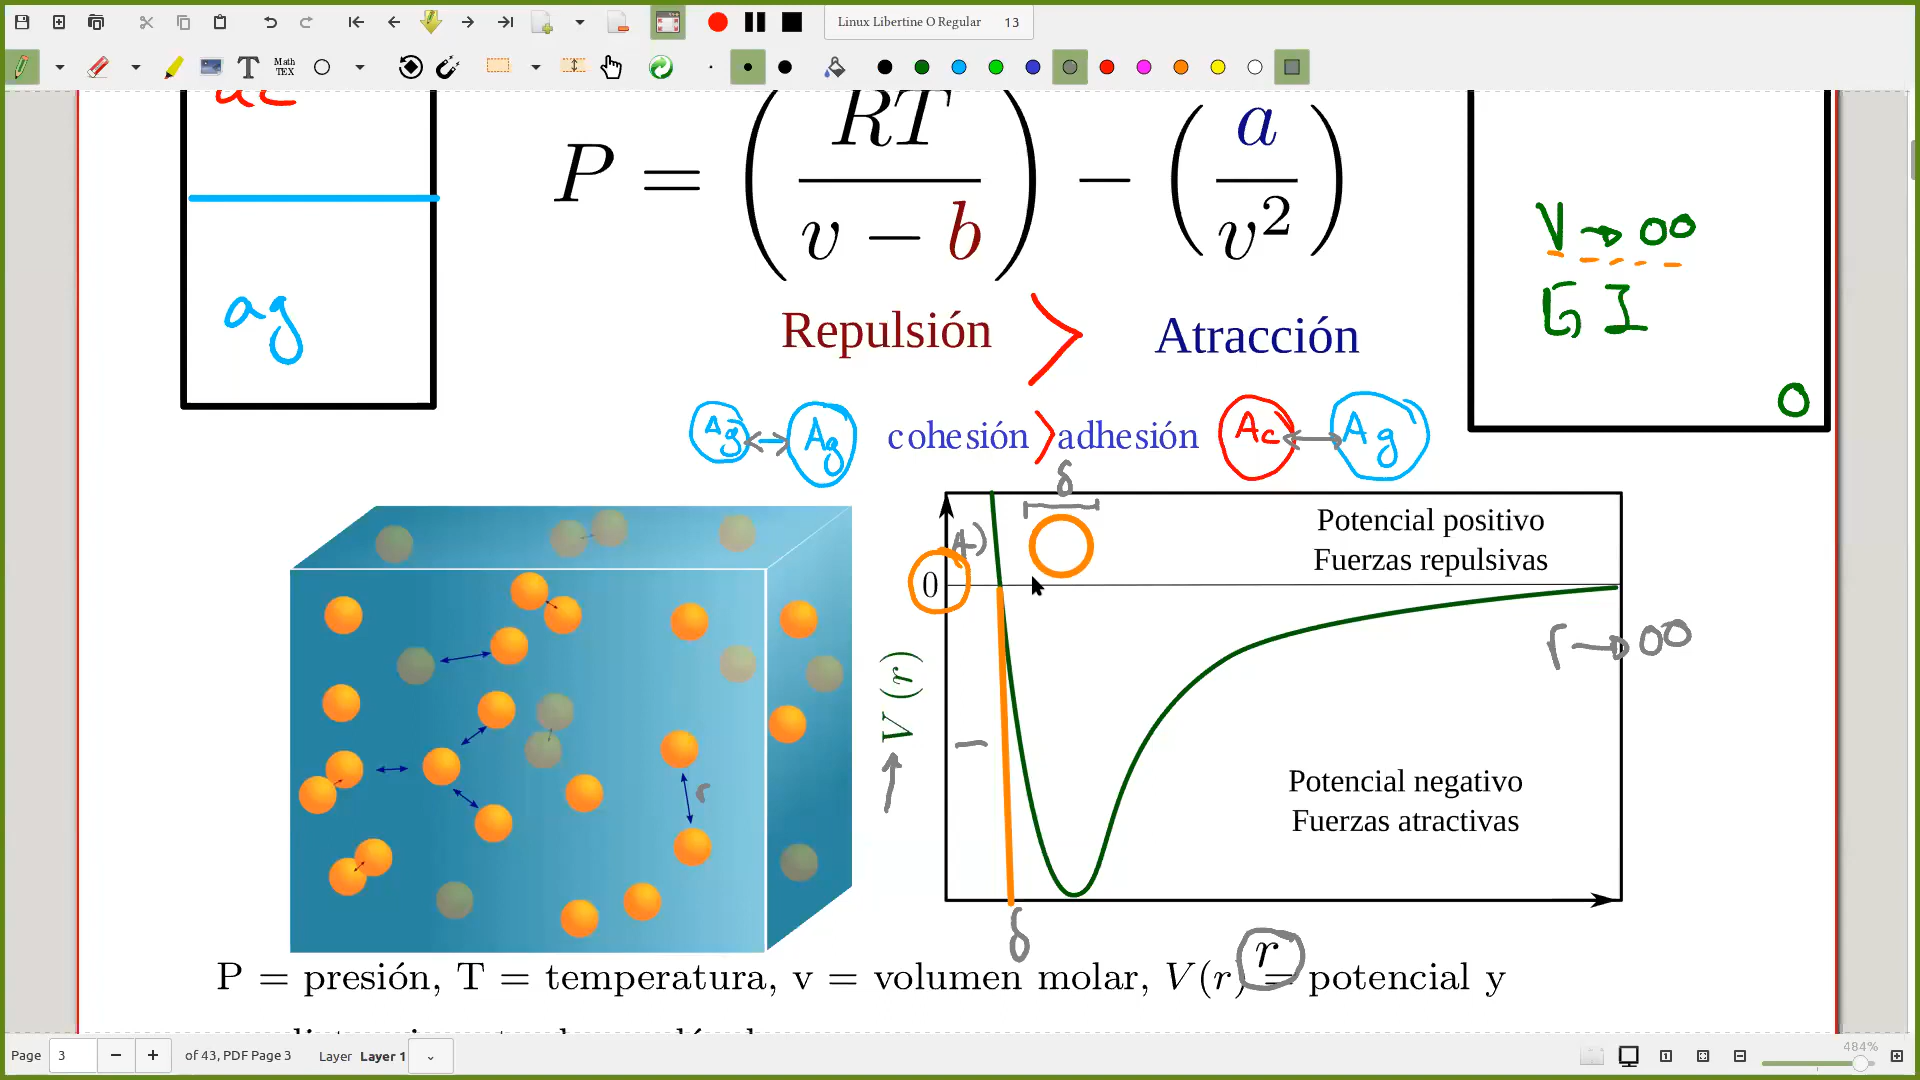 Linux Libertine O Regular 13
Math
TEX
ac
P = (RT / v − b) − (a / v²)
V → ∞
G I
ag
Repulsión > Atracción
O
Ag Ag cohesión > adhesión Ac Ag
δ
Potencial positivo
Fuerzas repulsivas
0
r → ∞
V (r)
−
r
Potencial negativo
Fuerzas atractivas
δ
r
P = presión, T = temperatura, v = volumen molar, V(r) = potencial y
Page 3 − + of 43, PDF Page 3 Layer Layer 1
484%